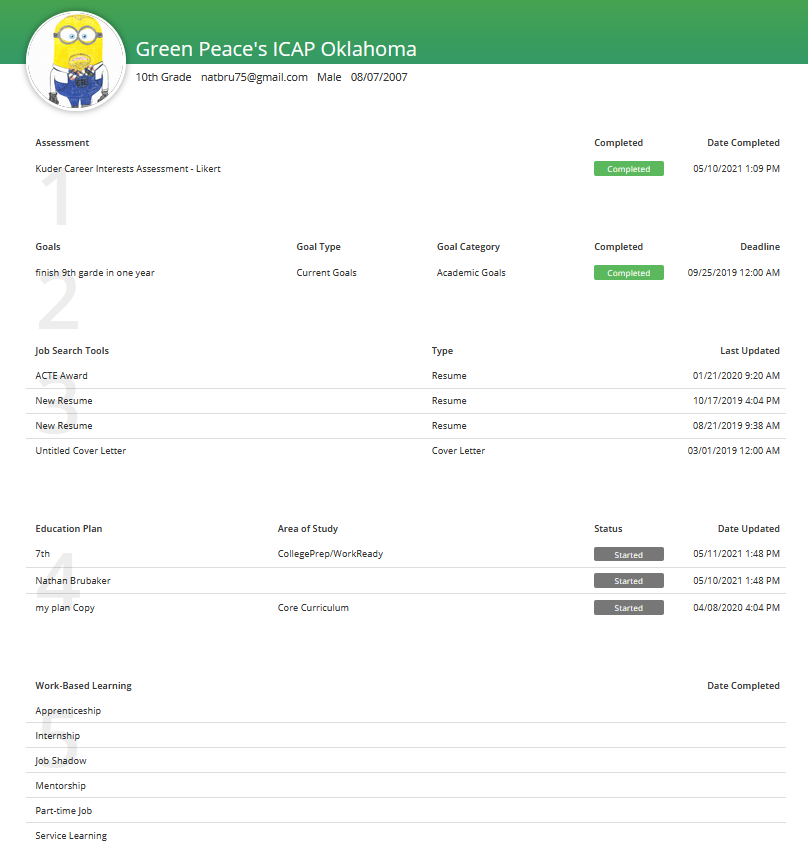 Green Peace's ICAP Oklahoma
10th Grade natbru75@gmail.com Male 08/07/2007
Assessment Completed Date Completed
Kuder Career Interests Assessment - Likert Completed 05/10/2021 1:09 PM
1
Goals Goal Type Goal Category Completed Deadline
finish 9th garde in one year Current Goals Academic Goals Completed 09/25/2019 12:00 AM
2
Job Search Tools Type Last Updated
ACTE Award Resume 01/21/2020 9:20 AM
3
New Resume Resume 10/17/2019 4:04 PM
New Resume Resume 08/21/2019 9:38 AM
Untitled Cover Letter Cover Letter 03/01/2019 12:00 AM
Education Plan Area of Study Status Date Updated
7th CollegePrep/WorkReady Started 05/11/2021 1:48 PM
4
Nathan Brubaker Started 05/10/2021 1:48 PM
my plan Copy Core Curriculum Started 04/08/2020 4:04 PM
Work-Based Learning Date Completed
Apprenticeship
5
Internship
Job Shadow
Mentorship
Part-time Job
Service Learning